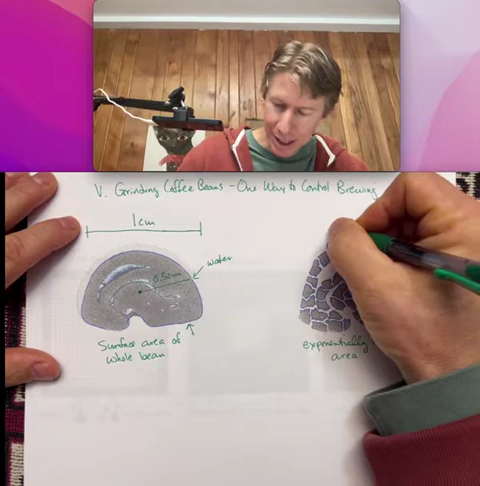 V. Grinding Coffee Beans - One Way to Control Brewing
1cm
0.5cm
water
Surface area of
whole bean
exponentially
area